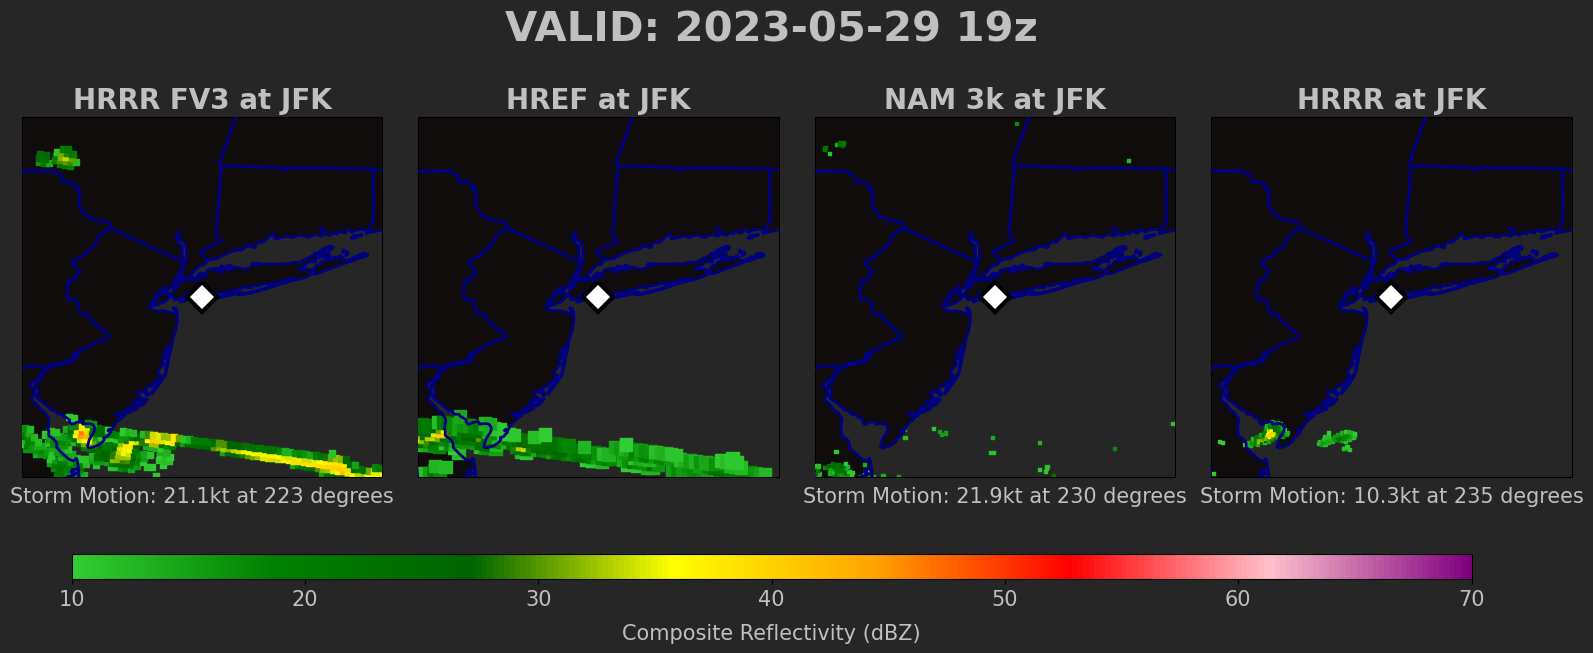 VALID: 2023-05-29 19z
HRRR FV3 at JFK
HREF at JFK
NAM 3k at JFK
HRRR at JFK
Storm Motion: 21.1kt at 223 degrees
Storm Motion: 21.9kt at 230 degrees
Storm Motion: 10.3kt at 235 degrees
10 20 30 40 50 60 70
Composite Reflectivity (dBZ)